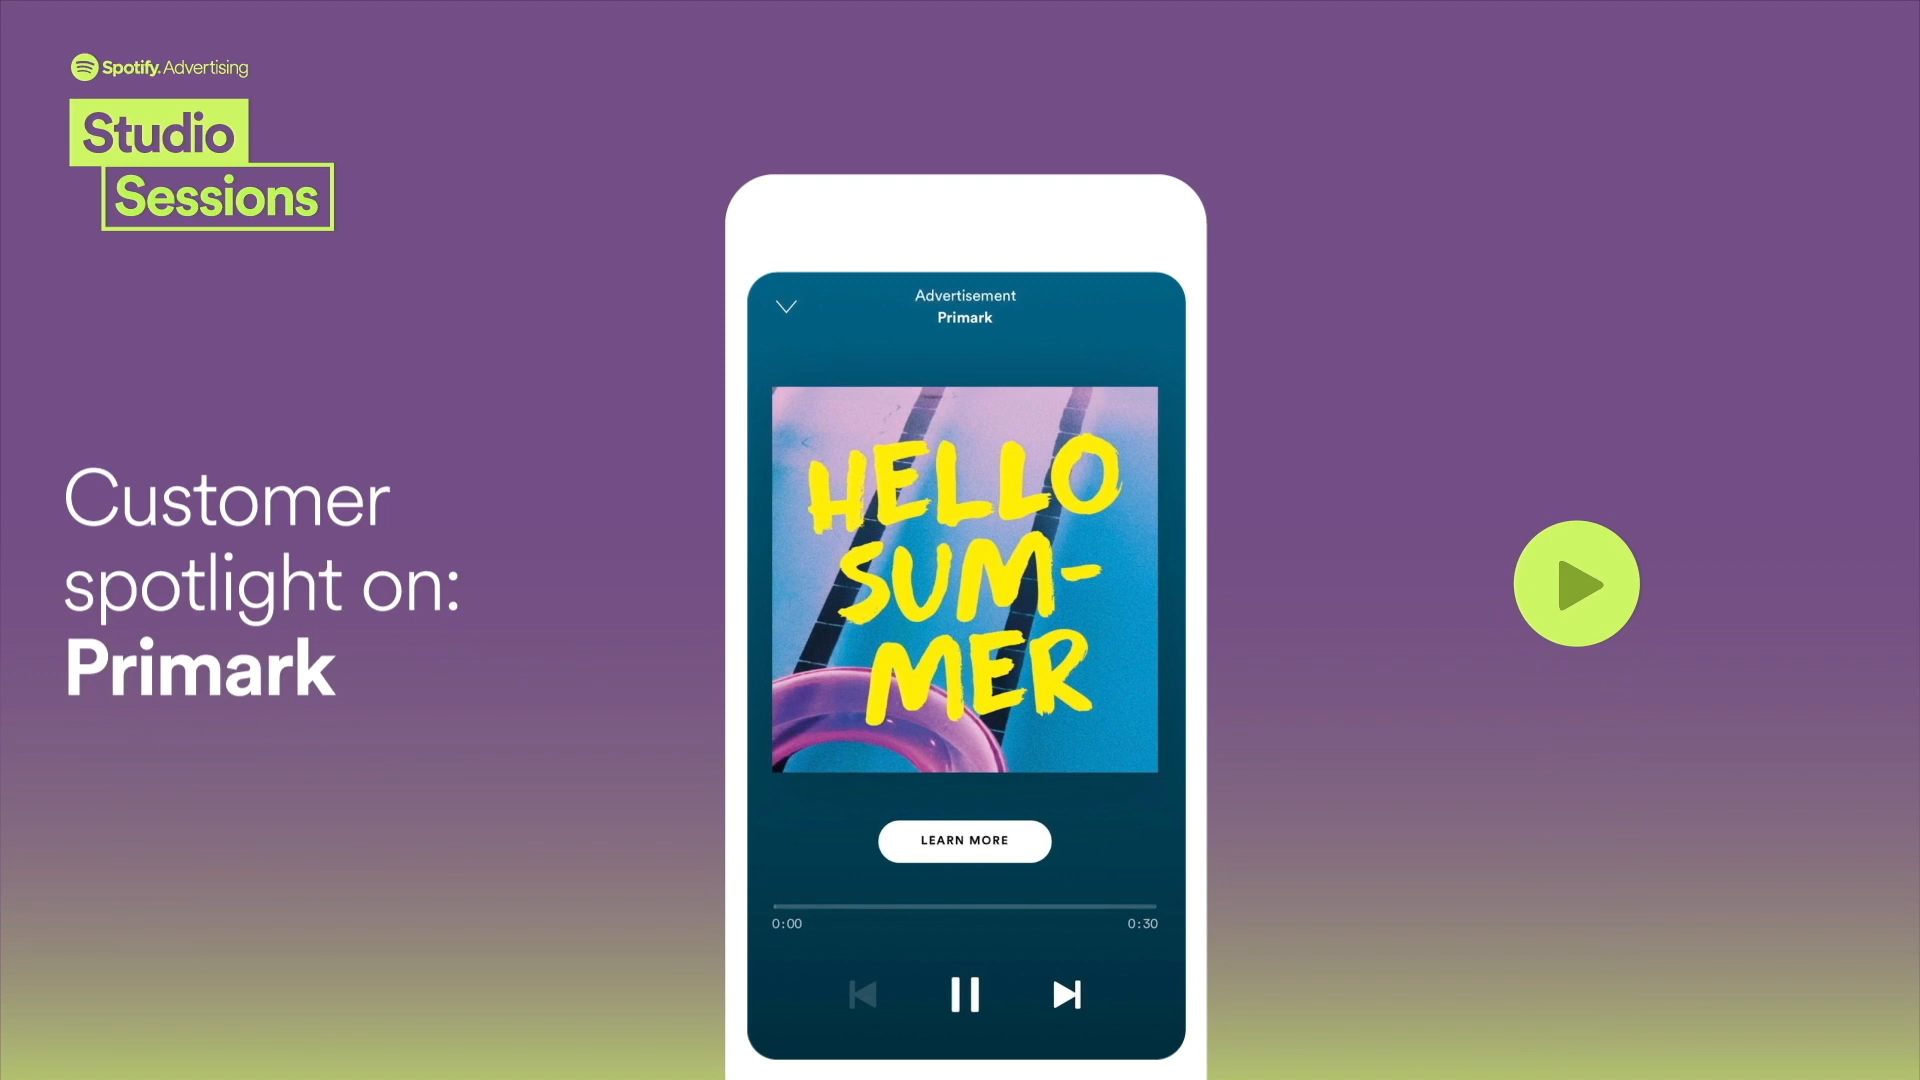 Spotify. Advertising
Studio
Sessions
Customer
spotlight on:
Primark
Advertisement
Primark
HELLO
SUM-
MER
LEARN MORE
0:00
0:30